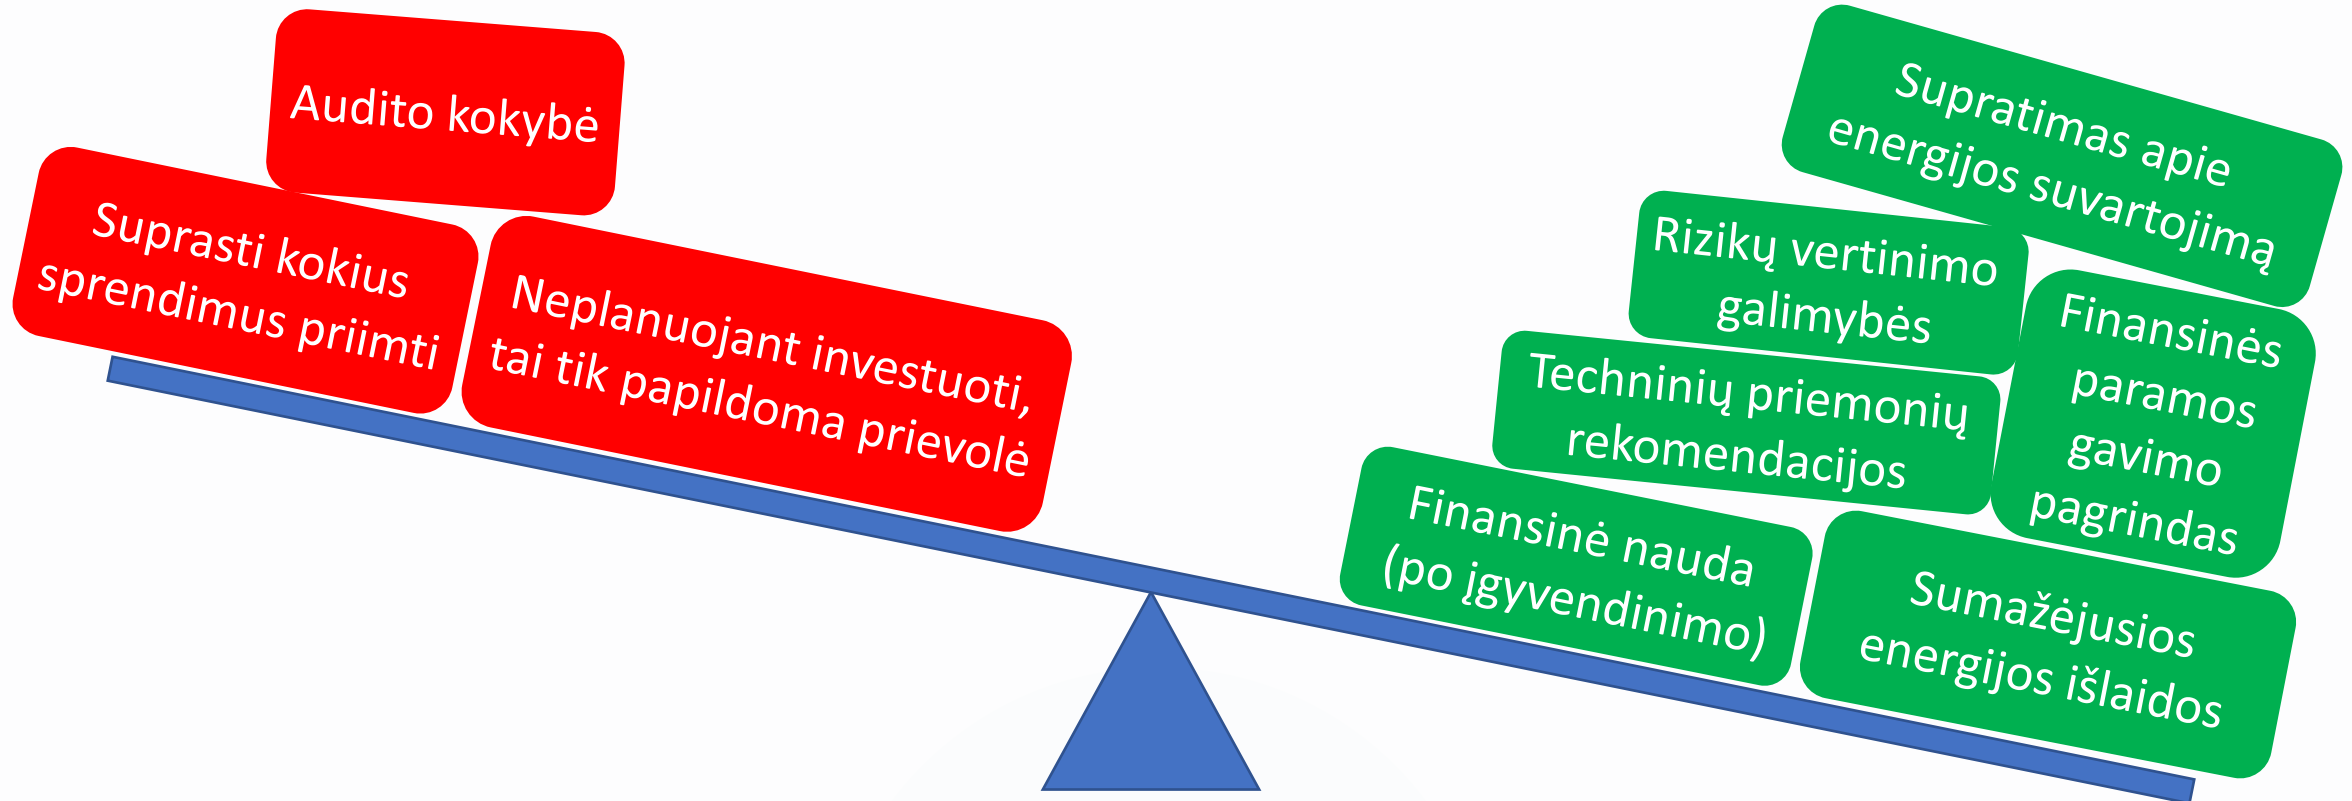 Audito kokybė
Suprasti kokius
sprendimus priimti
Neplanuojant investuoti,
tai tik papildoma prievolė
Supratimas apie
energijos suvartojimą
Rizikų vertinimo
galimybės
Finansinės
paramos
gavimo
pagrindas
Techninių priemonių
rekomendacijos
Finansinė nauda
(po įgyvendinimo)
Sumažėjusios
energijos išlaidos